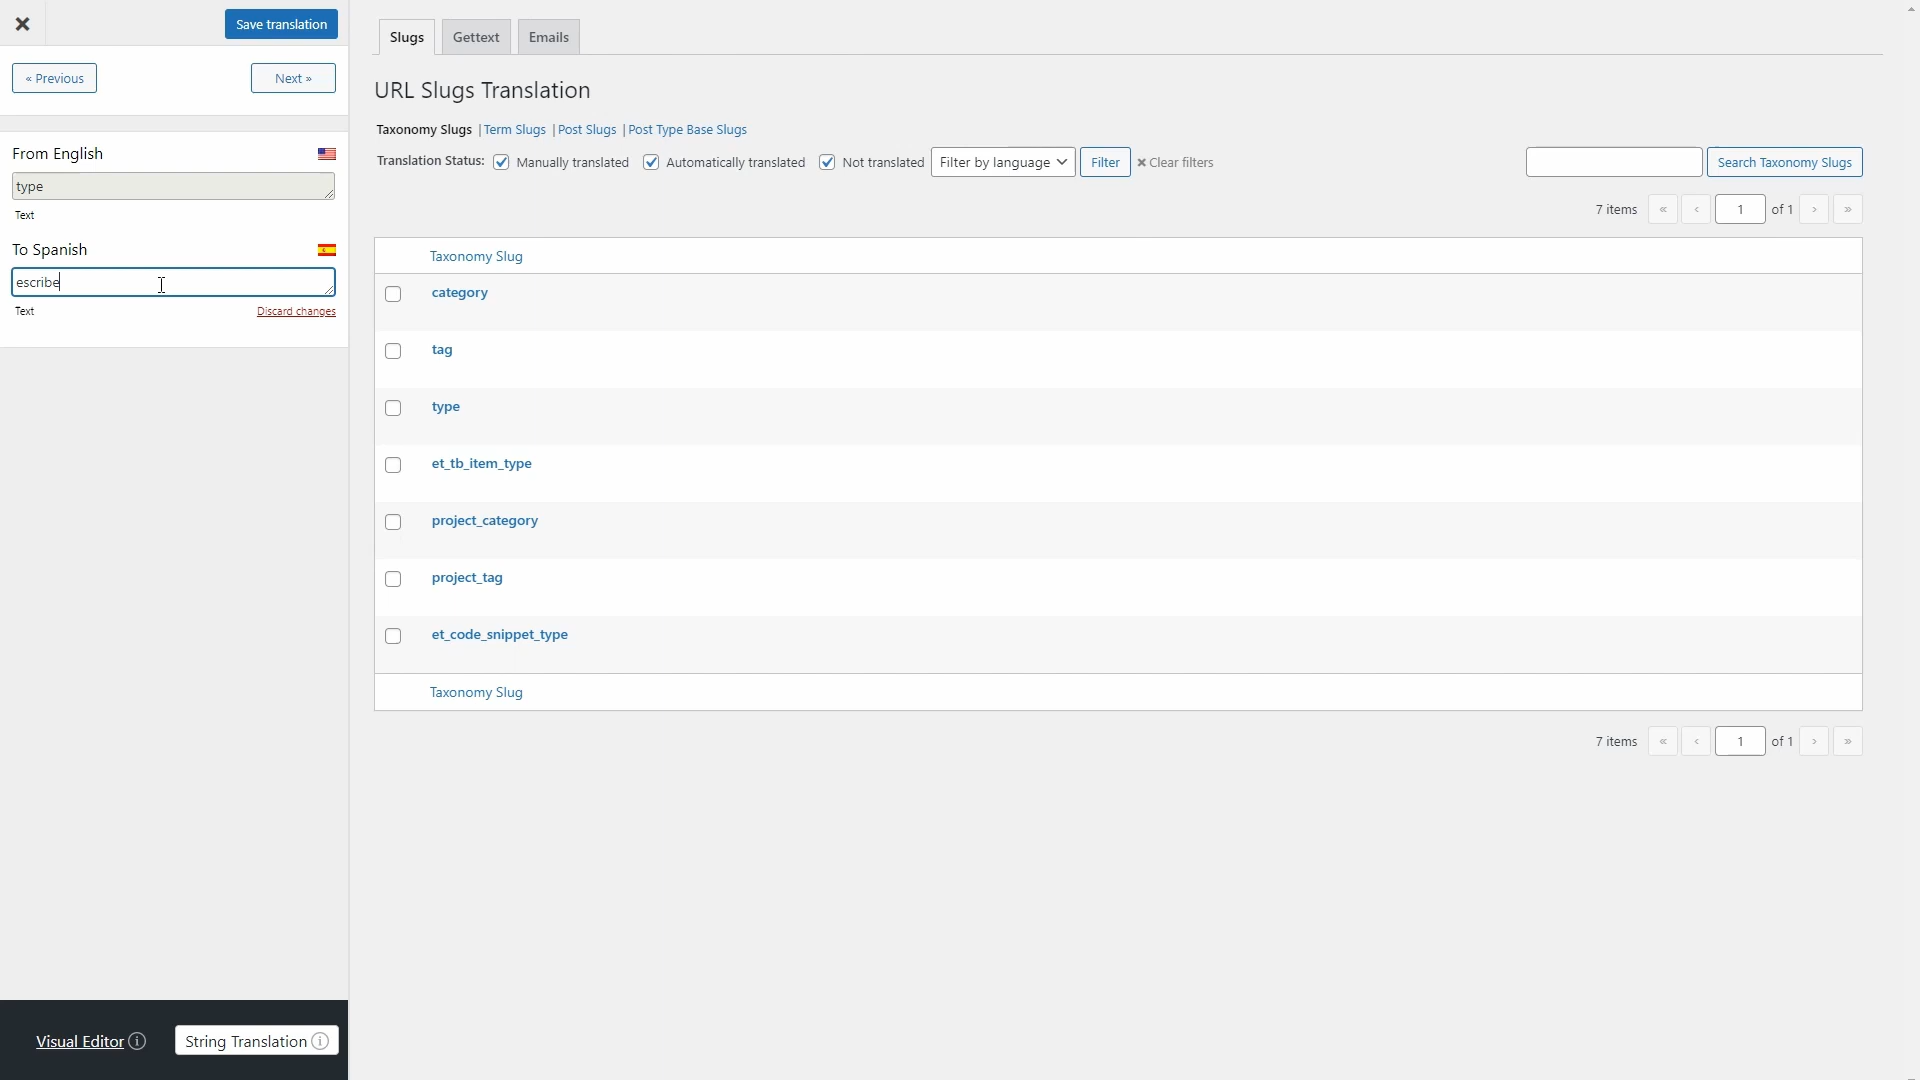 Save translation
« Previous
Next »
From English
type
Text
To Spanish
escribe
Text
Discard changes
Visual Editor
String Translation
Slugs
Gettext
Emails
URL Slugs Translation
Taxonomy Slugs | Term Slugs | Post Slugs | Post Type Base Slugs
Translation Status: Manually translated Automatically translated Not translated Filter by language Filter × Clear filters Search Taxonomy Slugs
7 items « ‹ 1 of 1 › »
Taxonomy Slug
category
tag
type
et_tb_item_type
project_category
project_tag
et_code_snippet_type
Taxonomy Slug
7 items « ‹ 1 of 1 › »